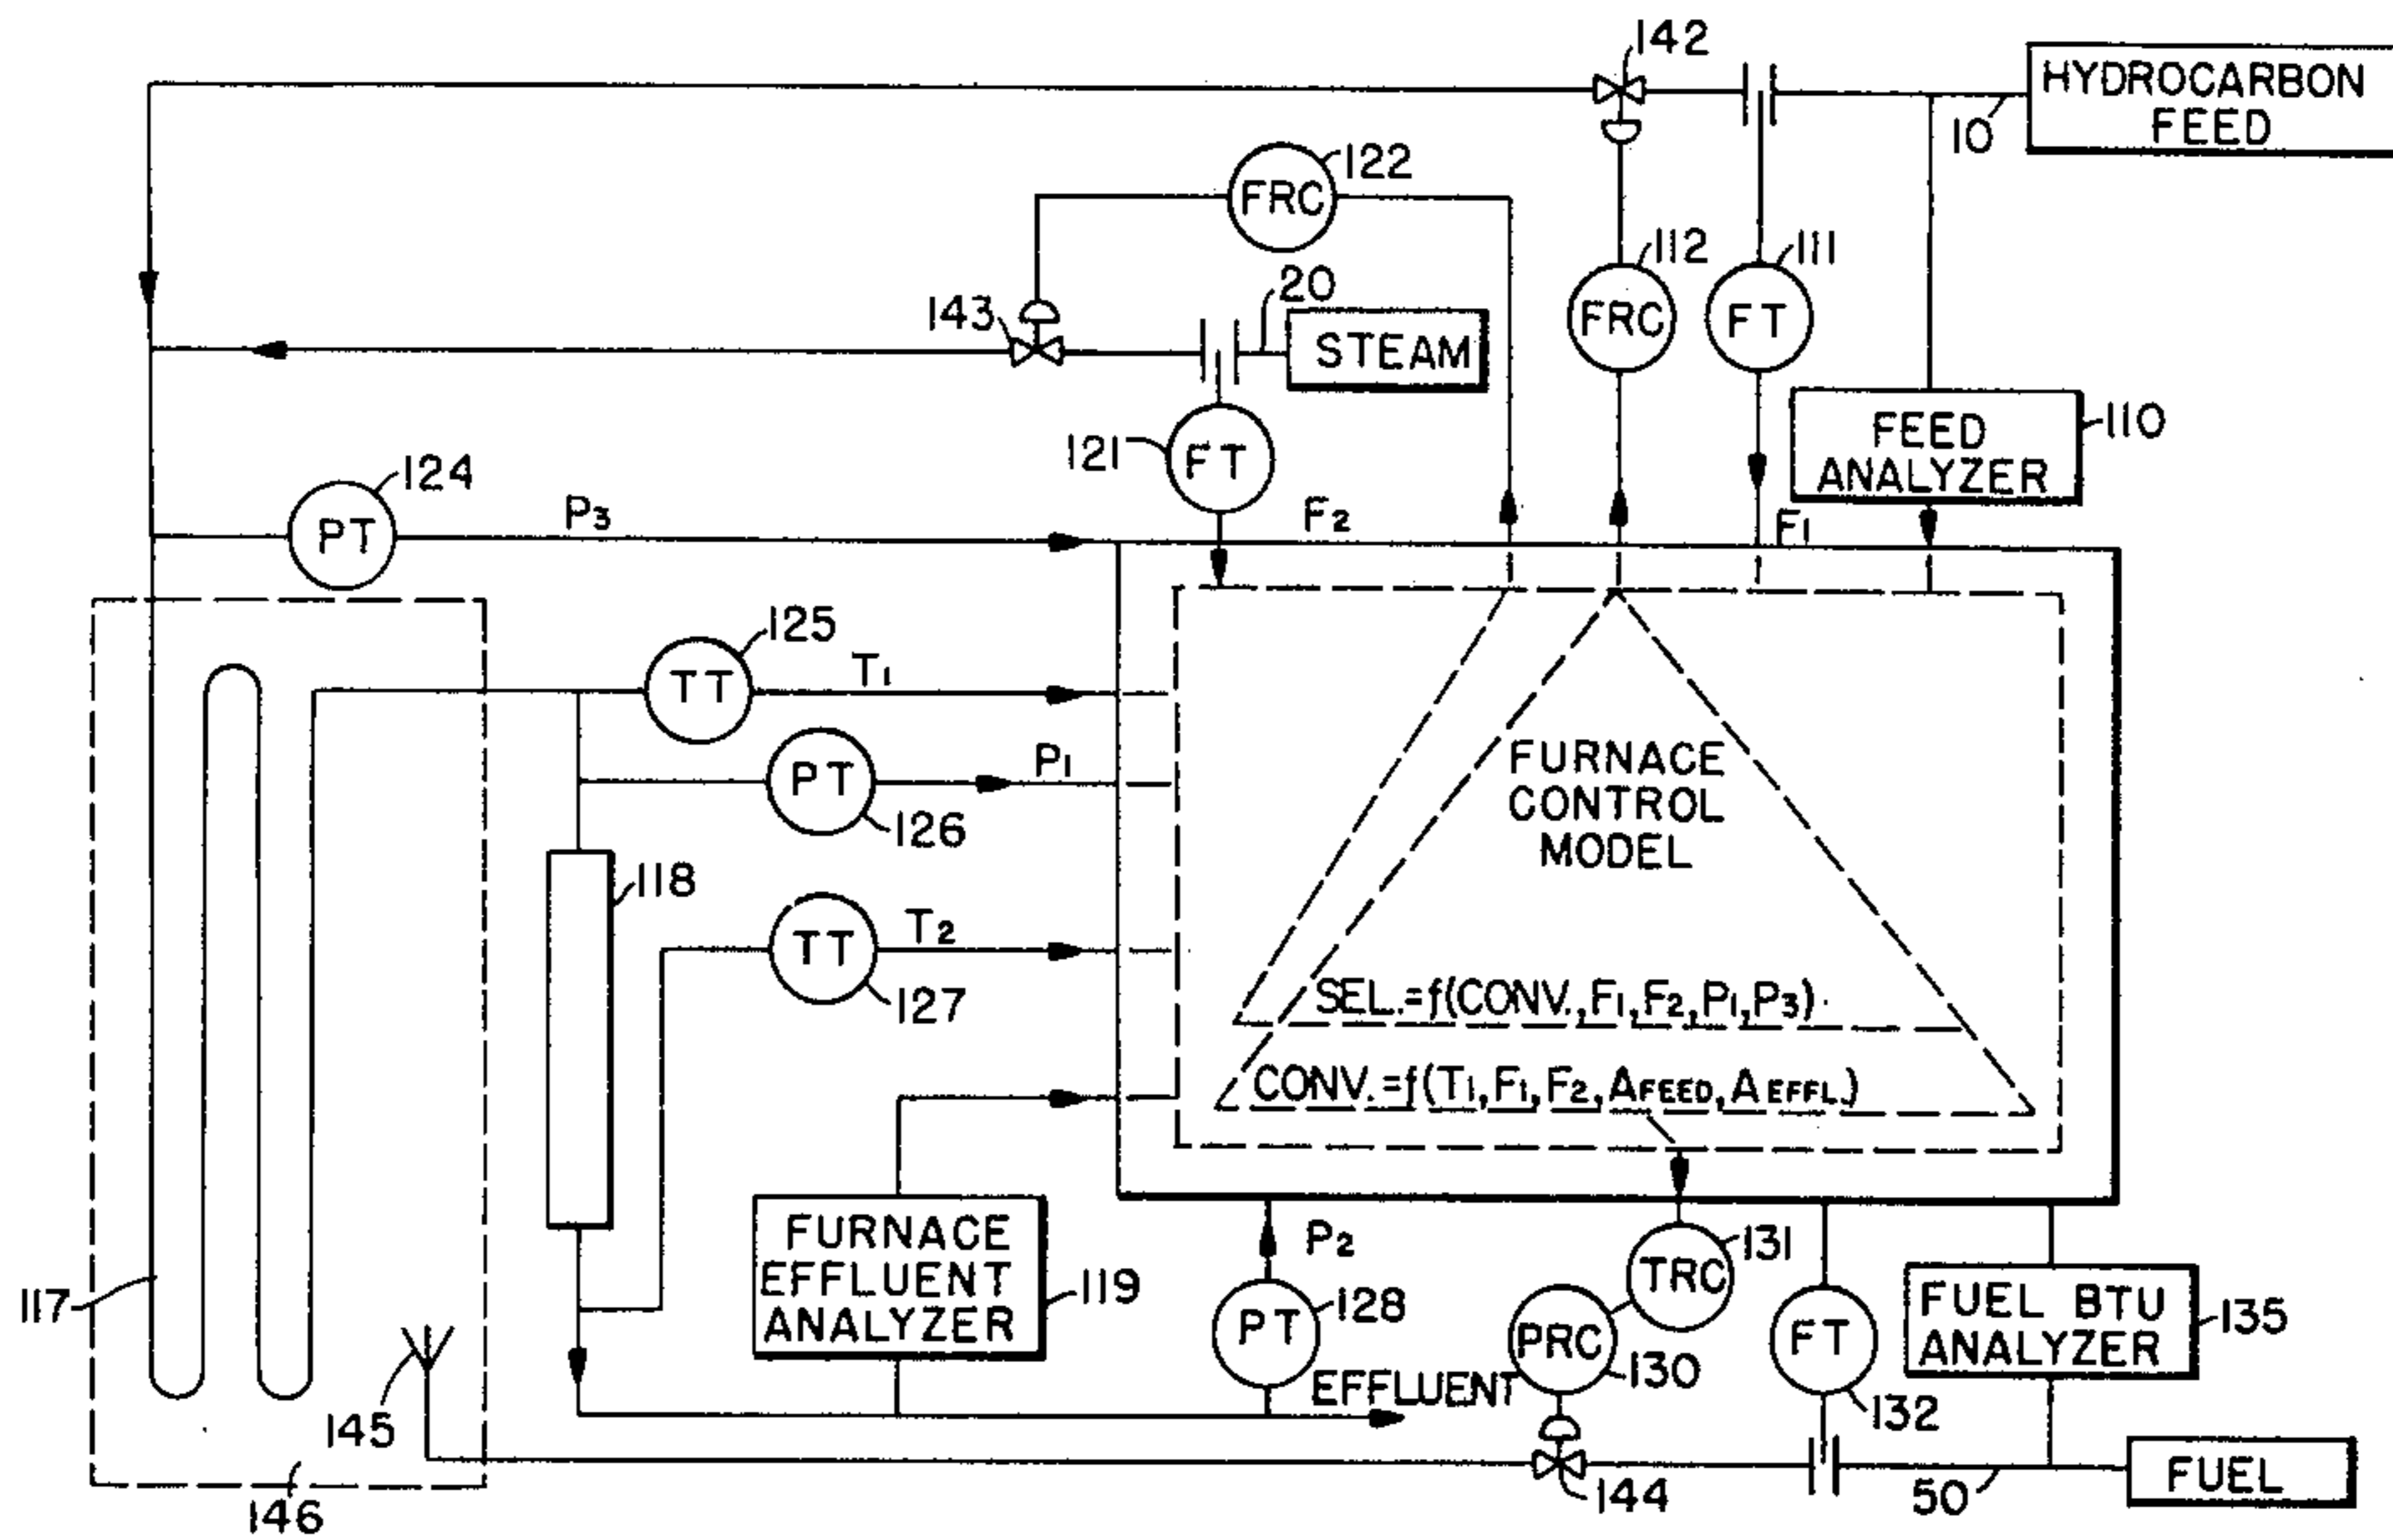 142
HYDROCARBON
FEED
10
122
FRC
112
111
FRC
FT
20
143
STEAM
110
FEED
ANALYZER
121
FT
124
PT
P3
F2
F1
125
TT
T1
P1
PT
126
FURNACE
CONTROL
MODEL
118
T2
TT
127
SEL.=f(CONV.,F1,F2,P1,P3)
CONV.=f(T1,F1,F2,AFEED,AEFFL.)
FURNACE
EFFLUENT
ANALYZER
119
P2
131
TRC
128
PT
PRC
130
FT
132
FUEL BTU
ANALYZER
135
117
EFFLUENT
145
146
144
50
FUEL